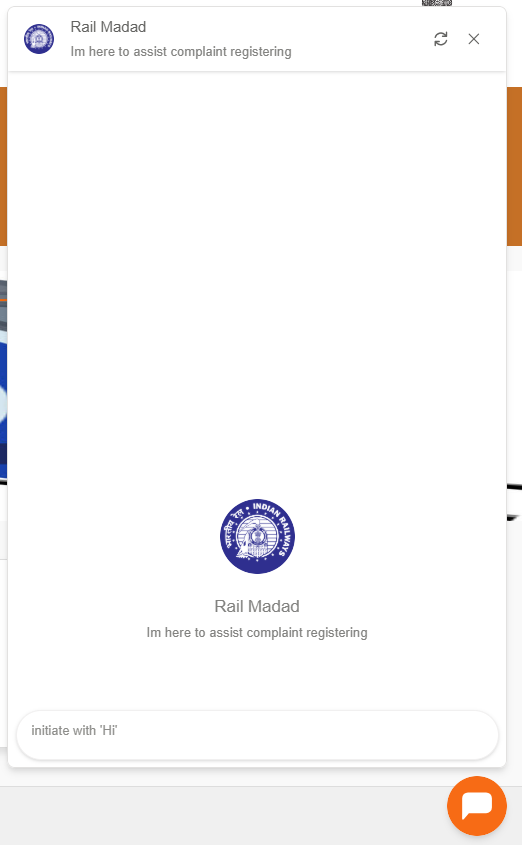 Rail Madad
Im here to assist complaint registering
भारतीय रेल • INDIAN RAILWAYS
Rail Madad
Im here to assist complaint registering
initiate with 'Hi'